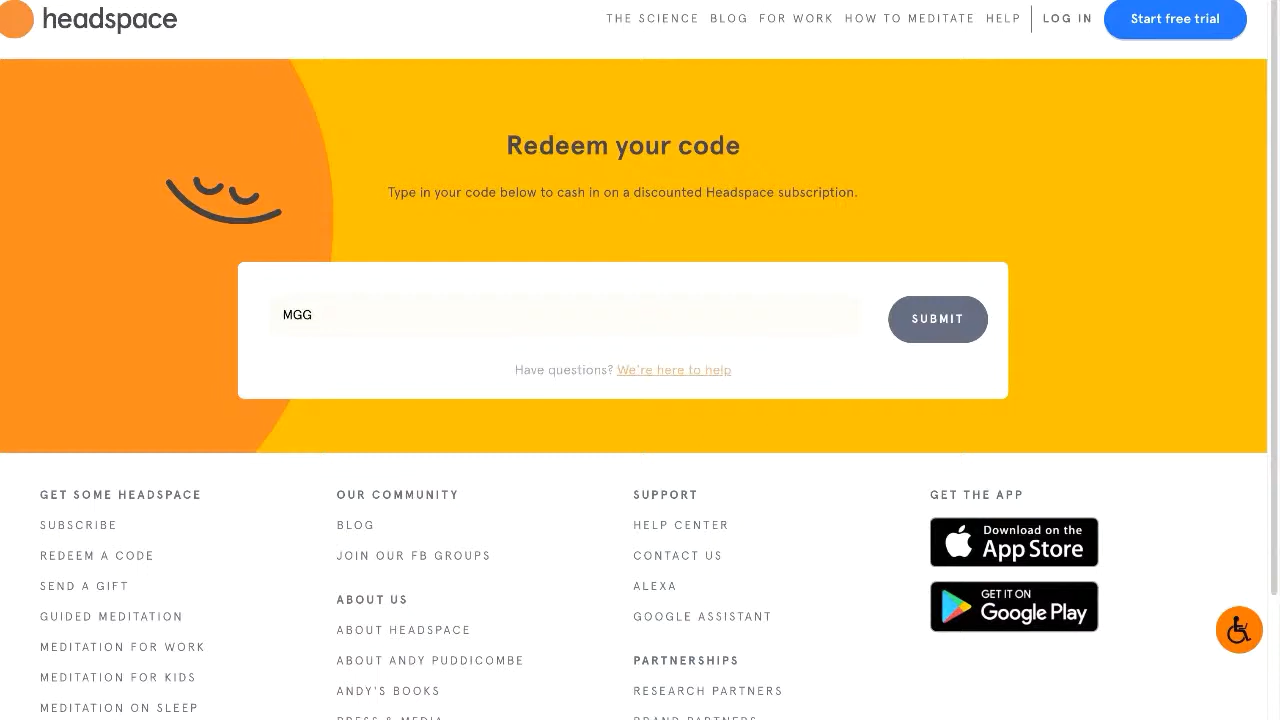 headspace
THE SCIENCE BLOG FOR WORK HOW TO MEDITATE HELP LOG IN Start free trial
Redeem your code
Type in your code below to cash in on a discounted Headspace subscription.
MGG
SUBMIT
Have questions? We're here to help
GET SOME HEADSPACE
SUBSCRIBE
REDEEM A CODE
SEND A GIFT
GUIDED MEDITATION
MEDITATION FOR WORK
MEDITATION FOR KIDS
MEDITATION ON SLEEP
OUR COMMUNITY
BLOG
JOIN OUR FB GROUPS
ABOUT US
ABOUT HEADSPACE
ABOUT ANDY PUDDICOMBE
ANDY'S BOOKS
PRESS & MEDIA
SUPPORT
HELP CENTER
CONTACT US
ALEXA
GOOGLE ASSISTANT
PARTNERSHIPS
RESEARCH PARTNERS
BRAND PARTNERS
GET THE APP
Download on the
App Store
GET IT ON
Google Play